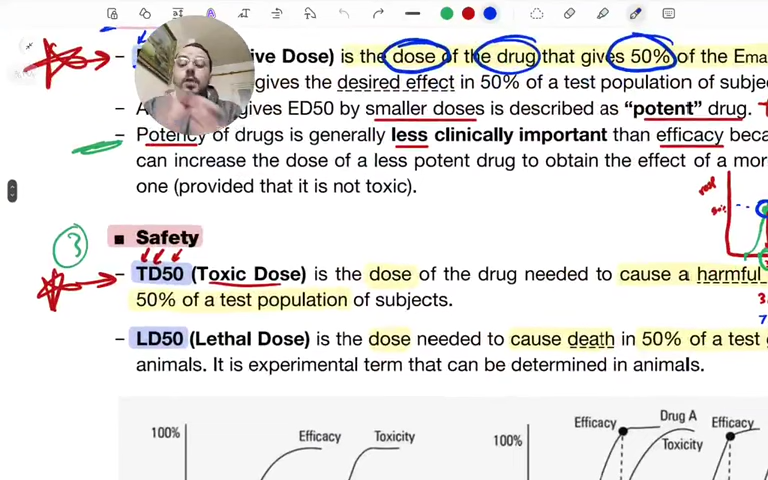 – ive Dose) is the dose of the drug that gives 50% of the Ema
gives the desired effect in 50% of a test population of subje
– A gives ED50 by smaller doses is described as “potent” drug.
– Potency of drugs is generally less clinically important than efficacy beca
can increase the dose of a less potent drug to obtain the effect of a mor
one (provided that it is not toxic).
3
■ Safety
– TD50 (Toxic Dose) is the dose of the drug needed to cause a harmful
50% of a test population of subjects.
– LD50 (Lethal Dose) is the dose needed to cause death in 50% of a test
animals. It is experimental term that can be determined in animals.
100% Efficacy Toxicity
100% Efficacy Drug A Toxicity Efficacy